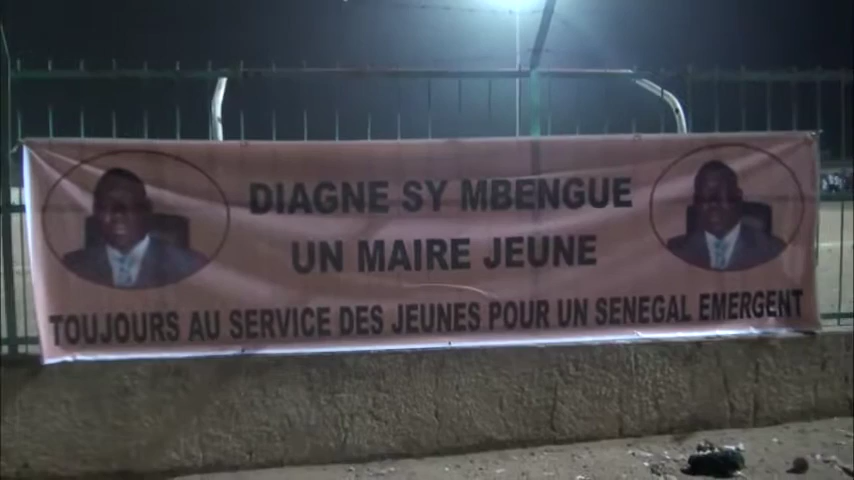 DIAGNE SY MBENGUE
UN MAIRE JEUNE
TOUJOURS AU SERVICE DES JEUNES POUR UN SENEGAL EMERGENT